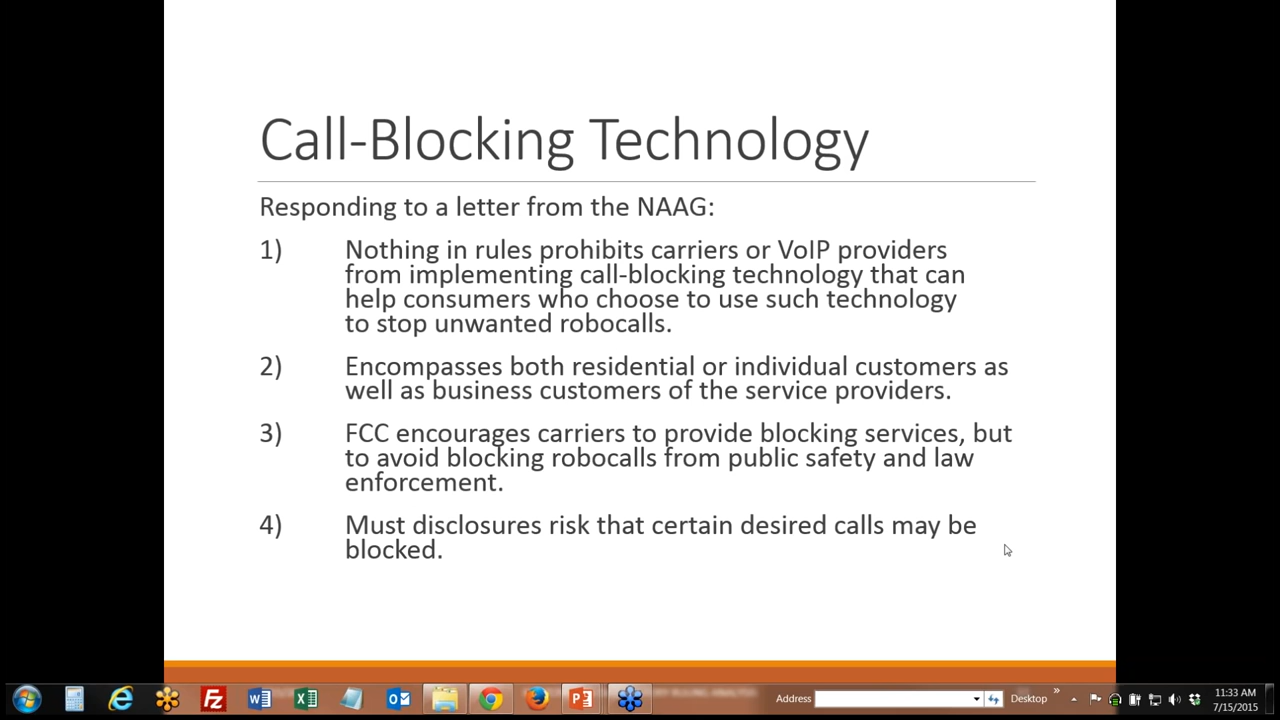 Call-Blocking Technology
Responding to a letter from the NAAG:
1) Nothing in rules prohibits carriers or VoIP providers
from implementing call-blocking technology that can
help consumers who choose to use such technology
to stop unwanted robocalls.
2) Encompasses both residential or individual customers as
well as business customers of the service providers.
3) FCC encourages carriers to provide blocking services, but
to avoid blocking robocalls from public safety and law
enforcement.
4) Must disclosures risk that certain desired calls may be
blocked.
Address
Desktop
11:33 AM
7/15/2015